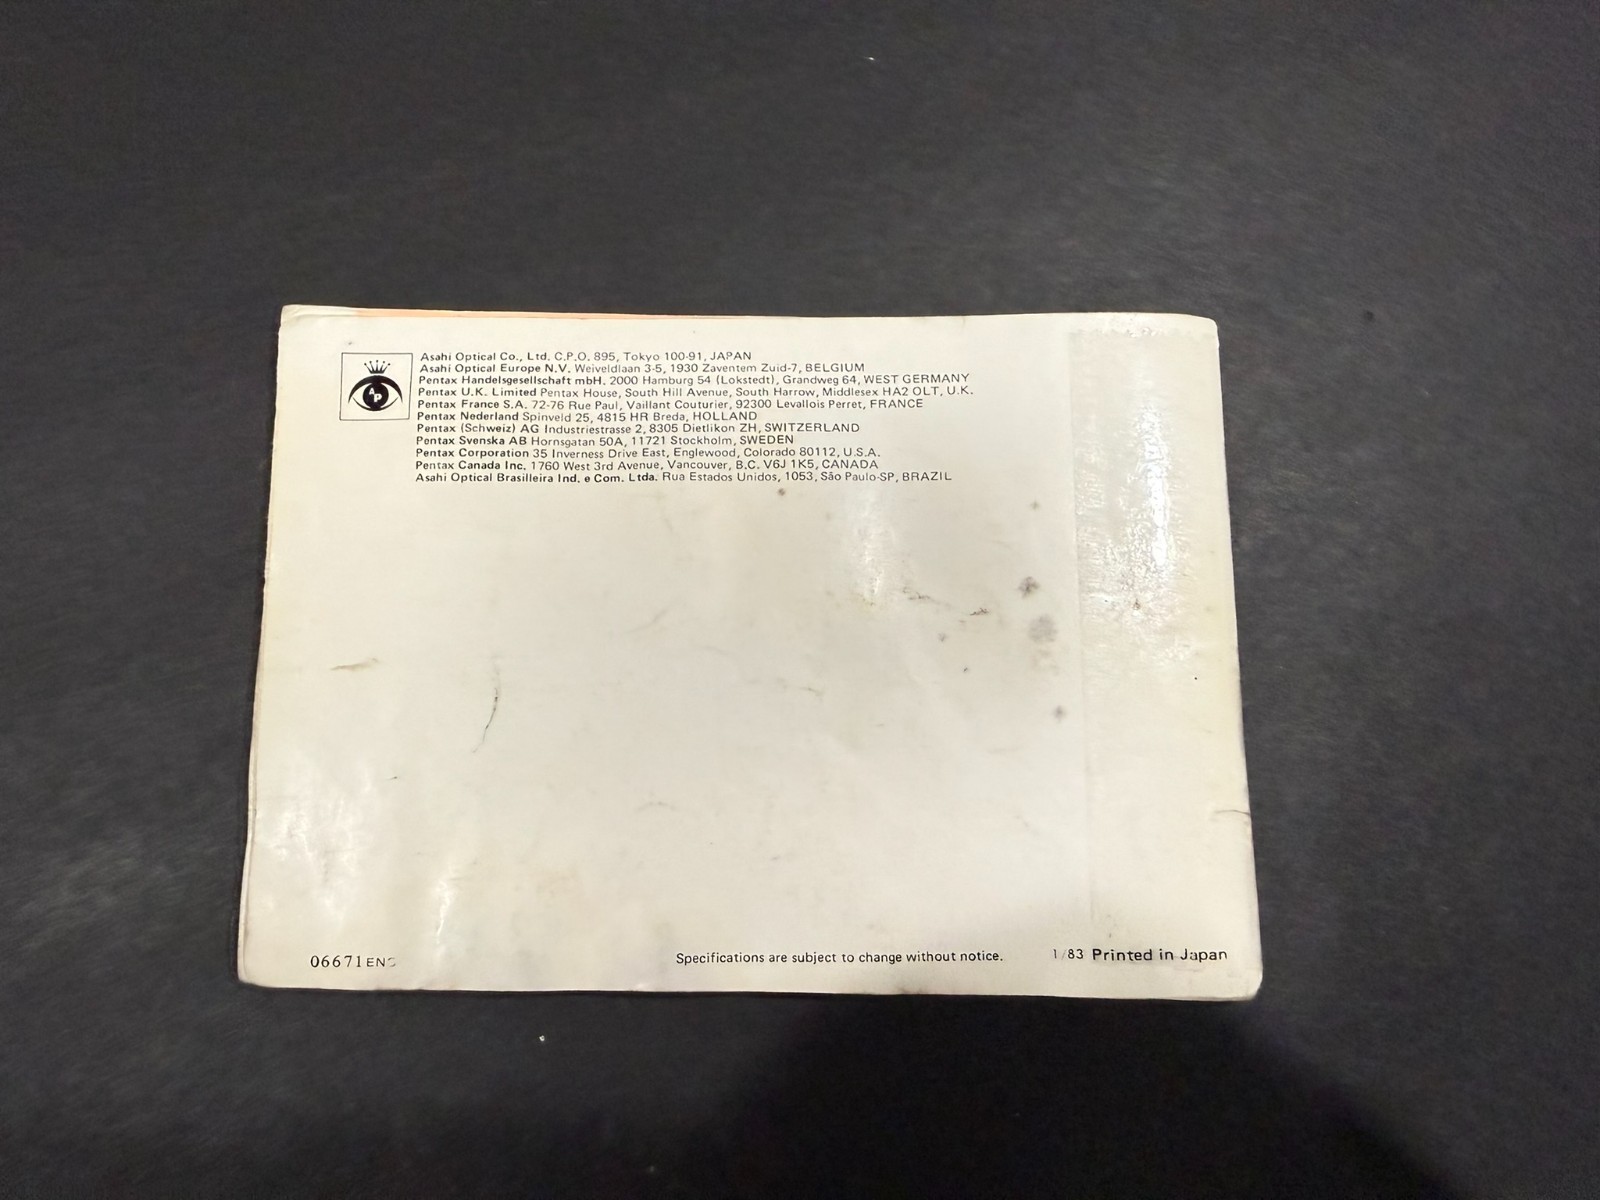 AP
Asahi Optical Co., Ltd. C.P.O. 895, Tokyo 100-91, JAPAN
Asahi Optical Europe N.V. Weiveldlaan 3-5, 1930 Zaventem Zuid-7, BELGIUM
Pentax Handelsgesellschaft mbH. 2000 Hamburg 54 (Lokstedt), Grandweg 64, WEST GERMANY
Pentax U.K. Limited Pentax House, South Hill Avenue, South Harrow, Middlesex HA2 OLT, U.K.
Pentax France S.A. 72-76 Rue Paul, Vaillant Couturier, 92300 Levallois Perret, FRANCE
Pentax Nederland Spinveld 25, 4815 HR Breda, HOLLAND
Pentax (Schweiz) AG Industriestrasse 2, 8305 Dietlikon ZH, SWITZERLAND
Pentax Svenska AB Hornsgatan 50A, 11721 Stockholm, SWEDEN
Pentax Corporation 35 Inverness Drive East, Englewood, Colorado 80112, U.S.A.
Pentax Canada Inc. 1760 West 3rd Avenue, Vancouver, B.C. V6J 1K5, CANADA
Asahi Optical Brasilleira Ind. e Com. Ltda. Rua Estados Unidos, 1053, São Paulo-SP, BRAZIL
06671ENG Specifications are subject to change without notice. 1/83 Printed in Japan